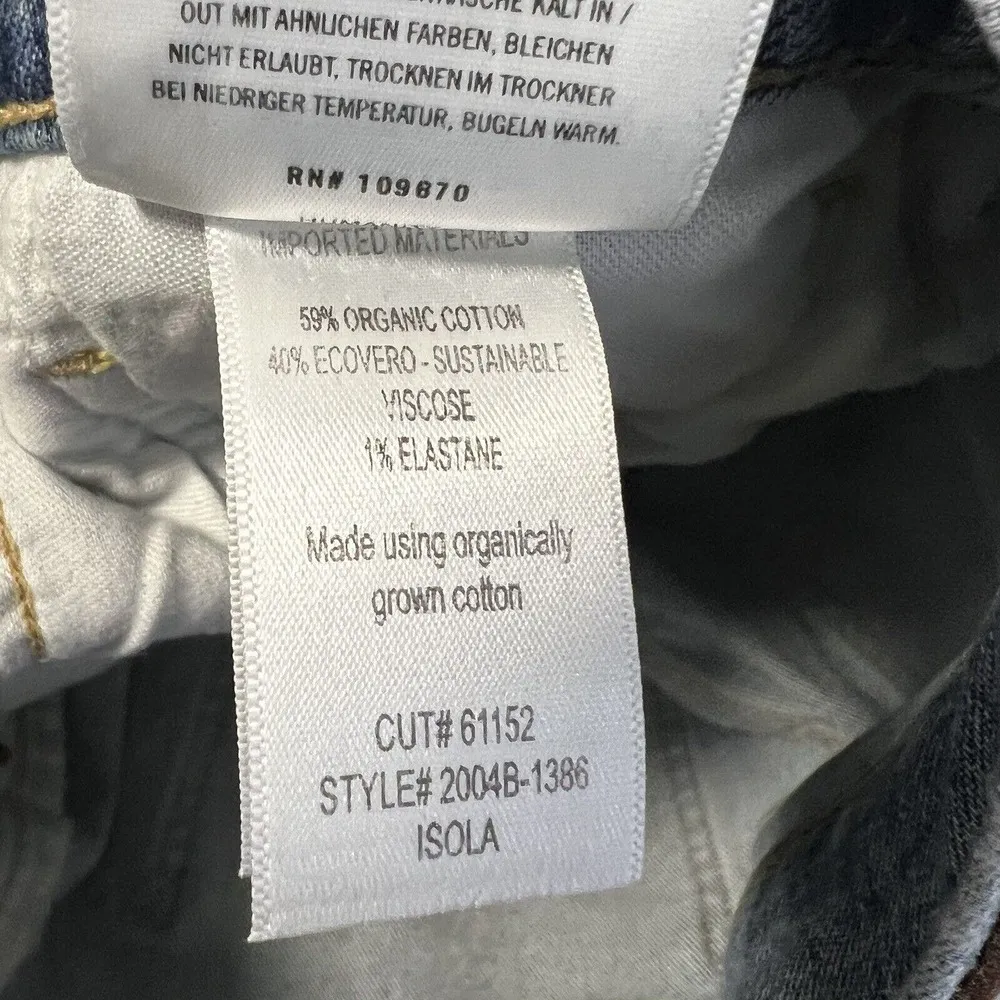 KALT IN /
OUT MIT AHNLICHEN FARBEN, BLEICHEN
NICHT ERLAUBT, TROCKNEN IM TROCKNER
BEI NIEDRIGER TEMPERATUR, BUGELN WARM.
RN# 109670
IMPORTED MATERIALS
59% ORGANIC COTTON
40% ECOVERO - SUSTAINABLE
VISCOSE
1% ELASTANE
Made using organically
grown cotton
CUT# 61152
STYLE# 2004B-1386
ISOLA